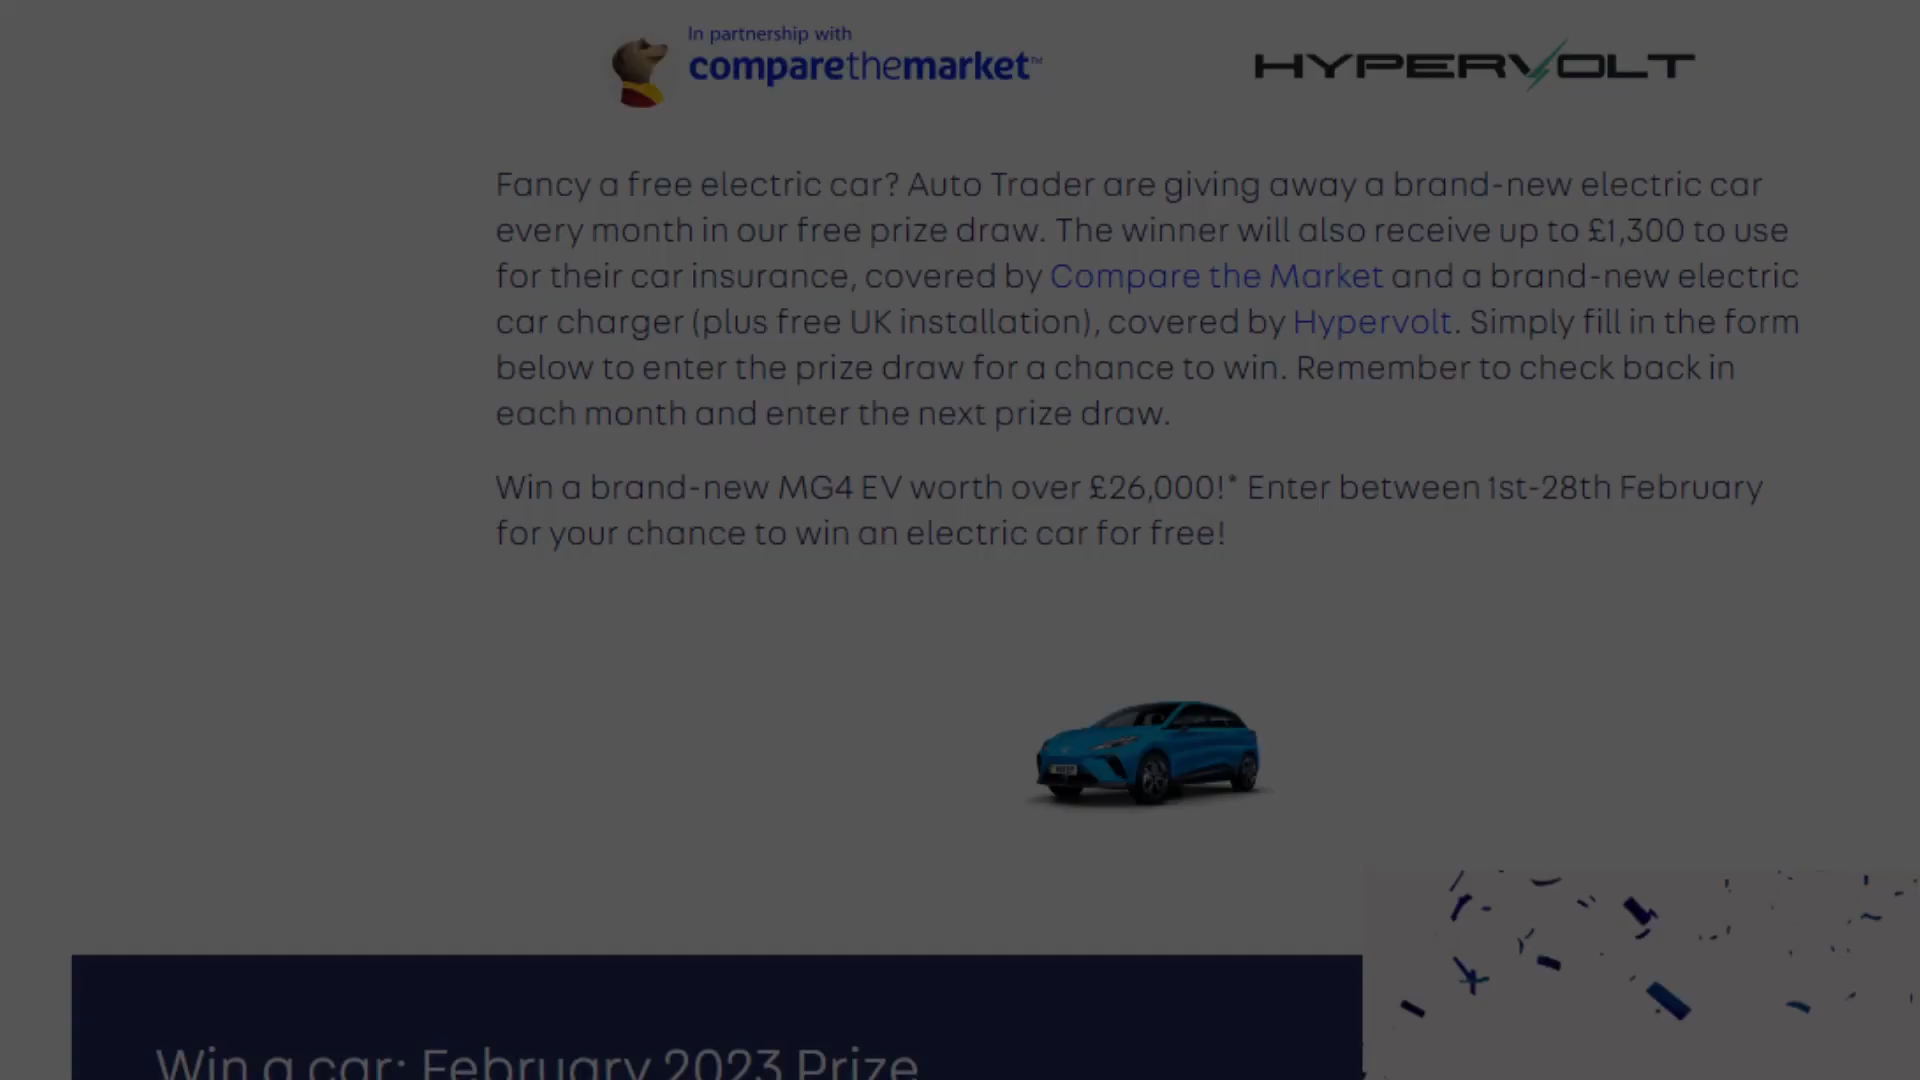 In partnership with
comparethemarket™
HYPERVOLT
Fancy a free electric car? Auto Trader are giving away a brand-new electric car
every month in our free prize draw. The winner will also receive up to £1,300 to use
for their car insurance, covered by Compare the Market and a brand-new electric
car charger (plus free UK installation), covered by Hypervolt. Simply fill in the form
below to enter the prize draw for a chance to win. Remember to check back in
each month and enter the next prize draw.
Win a brand-new MG4 EV worth over £26,000!* Enter between 1st-28th February
for your chance to win an electric car for free!
Win a car: February 2023 Prize